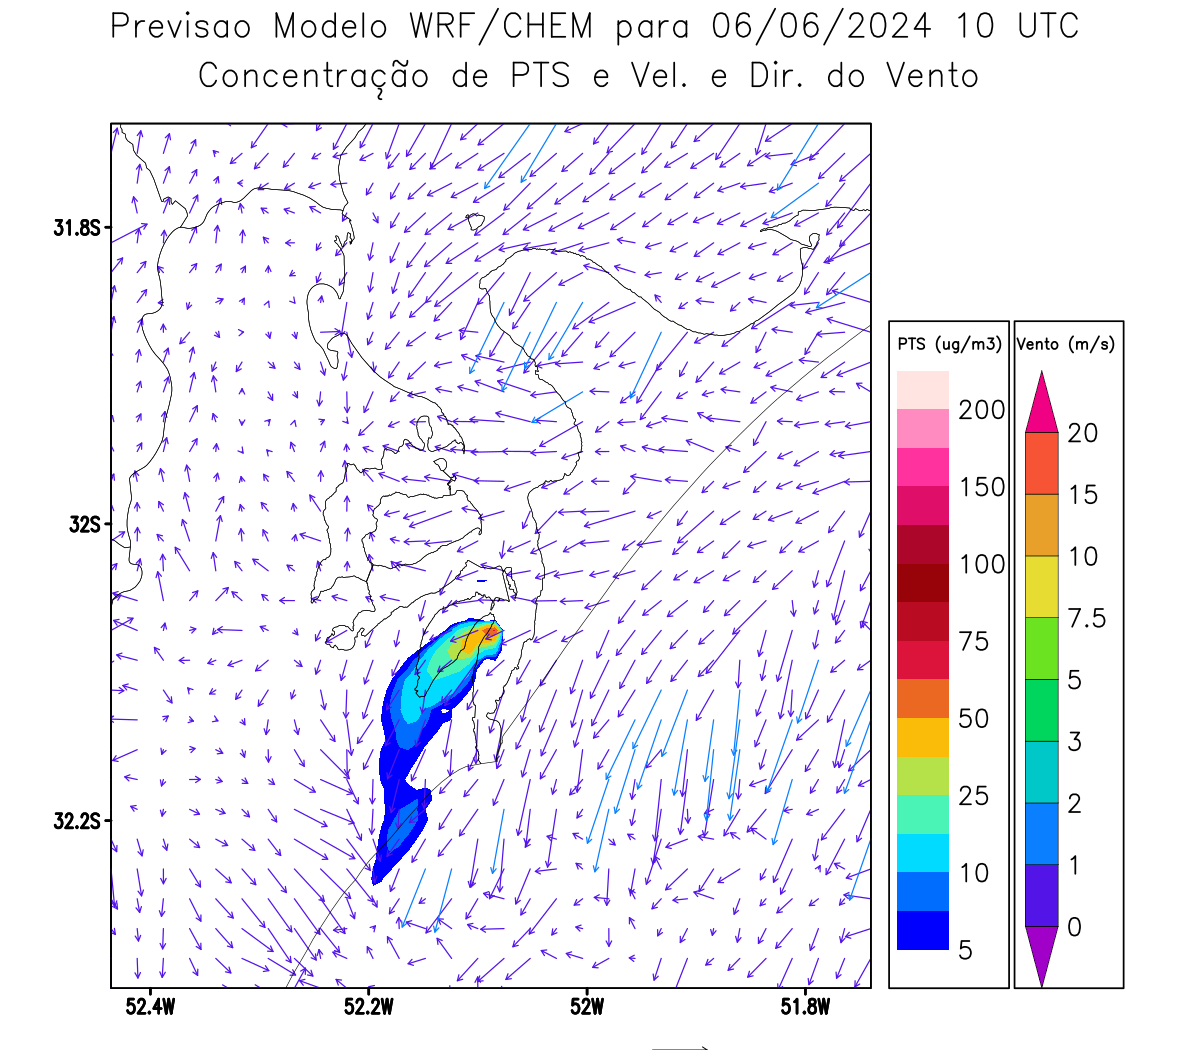 Previsao Modelo WRF/CHEM para 06/06/2024 10 UTC
Concentração de PTS e Vel. e Dir. do Vento
31.8S
32S
32.2S
52.4W
52.2W
52W
51.8W
PTS (ug/m3)
200
150
100
75
50
25
10
5
Vento (m/s)
20
15
10
7.5
5
3
2
1
0